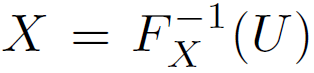 X = F_X^{-1}(U)